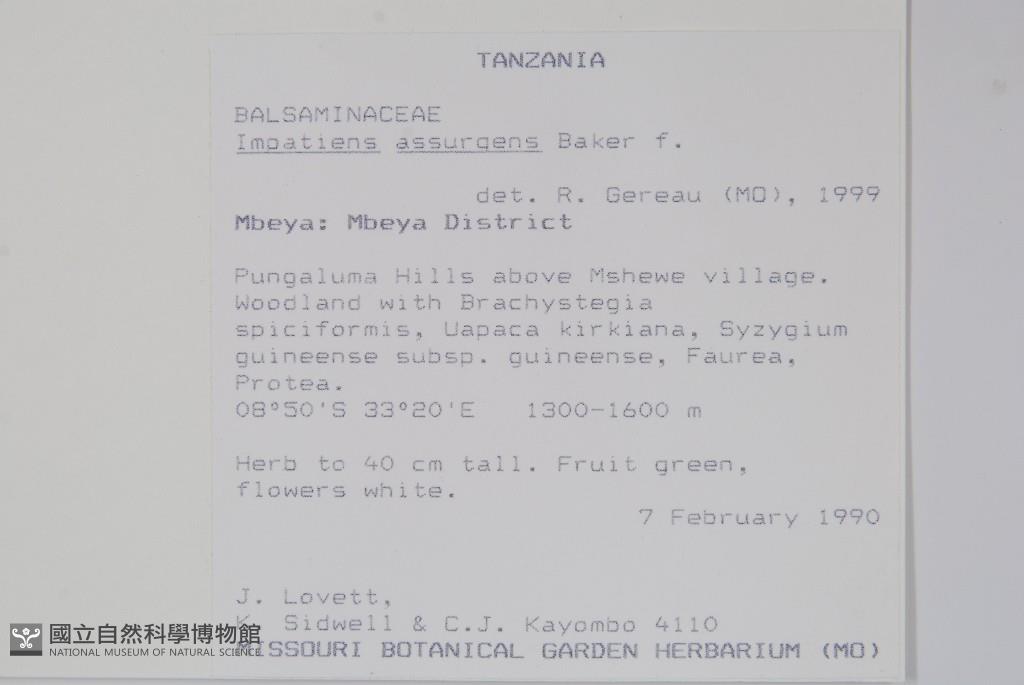 TANZANIA
BALSAMINACEAE
Impatiens assurgens Baker f.
det. R. Gereau (MO), 1999
Mbeya: Mbeya District
Pungaluma Hills above Mshewe village.
Woodland with Brachystegia
spiciformis, Uapaca kirkiana, Syzygium
guineense subsp. guineense, Faurea,
Protea.
08°50'S 33°20'E 1300-1600 m
Herb to 40 cm tall. Fruit green,
flowers white.
7 February 1990
J. Lovett,
K. Sidwell & C.J. Kayombo 4110
MISSOURI BOTANICAL GARDEN HERBARIUM (MO)
國立自然科學博物館
NATIONAL MUSEUM OF NATURAL SCIENCE